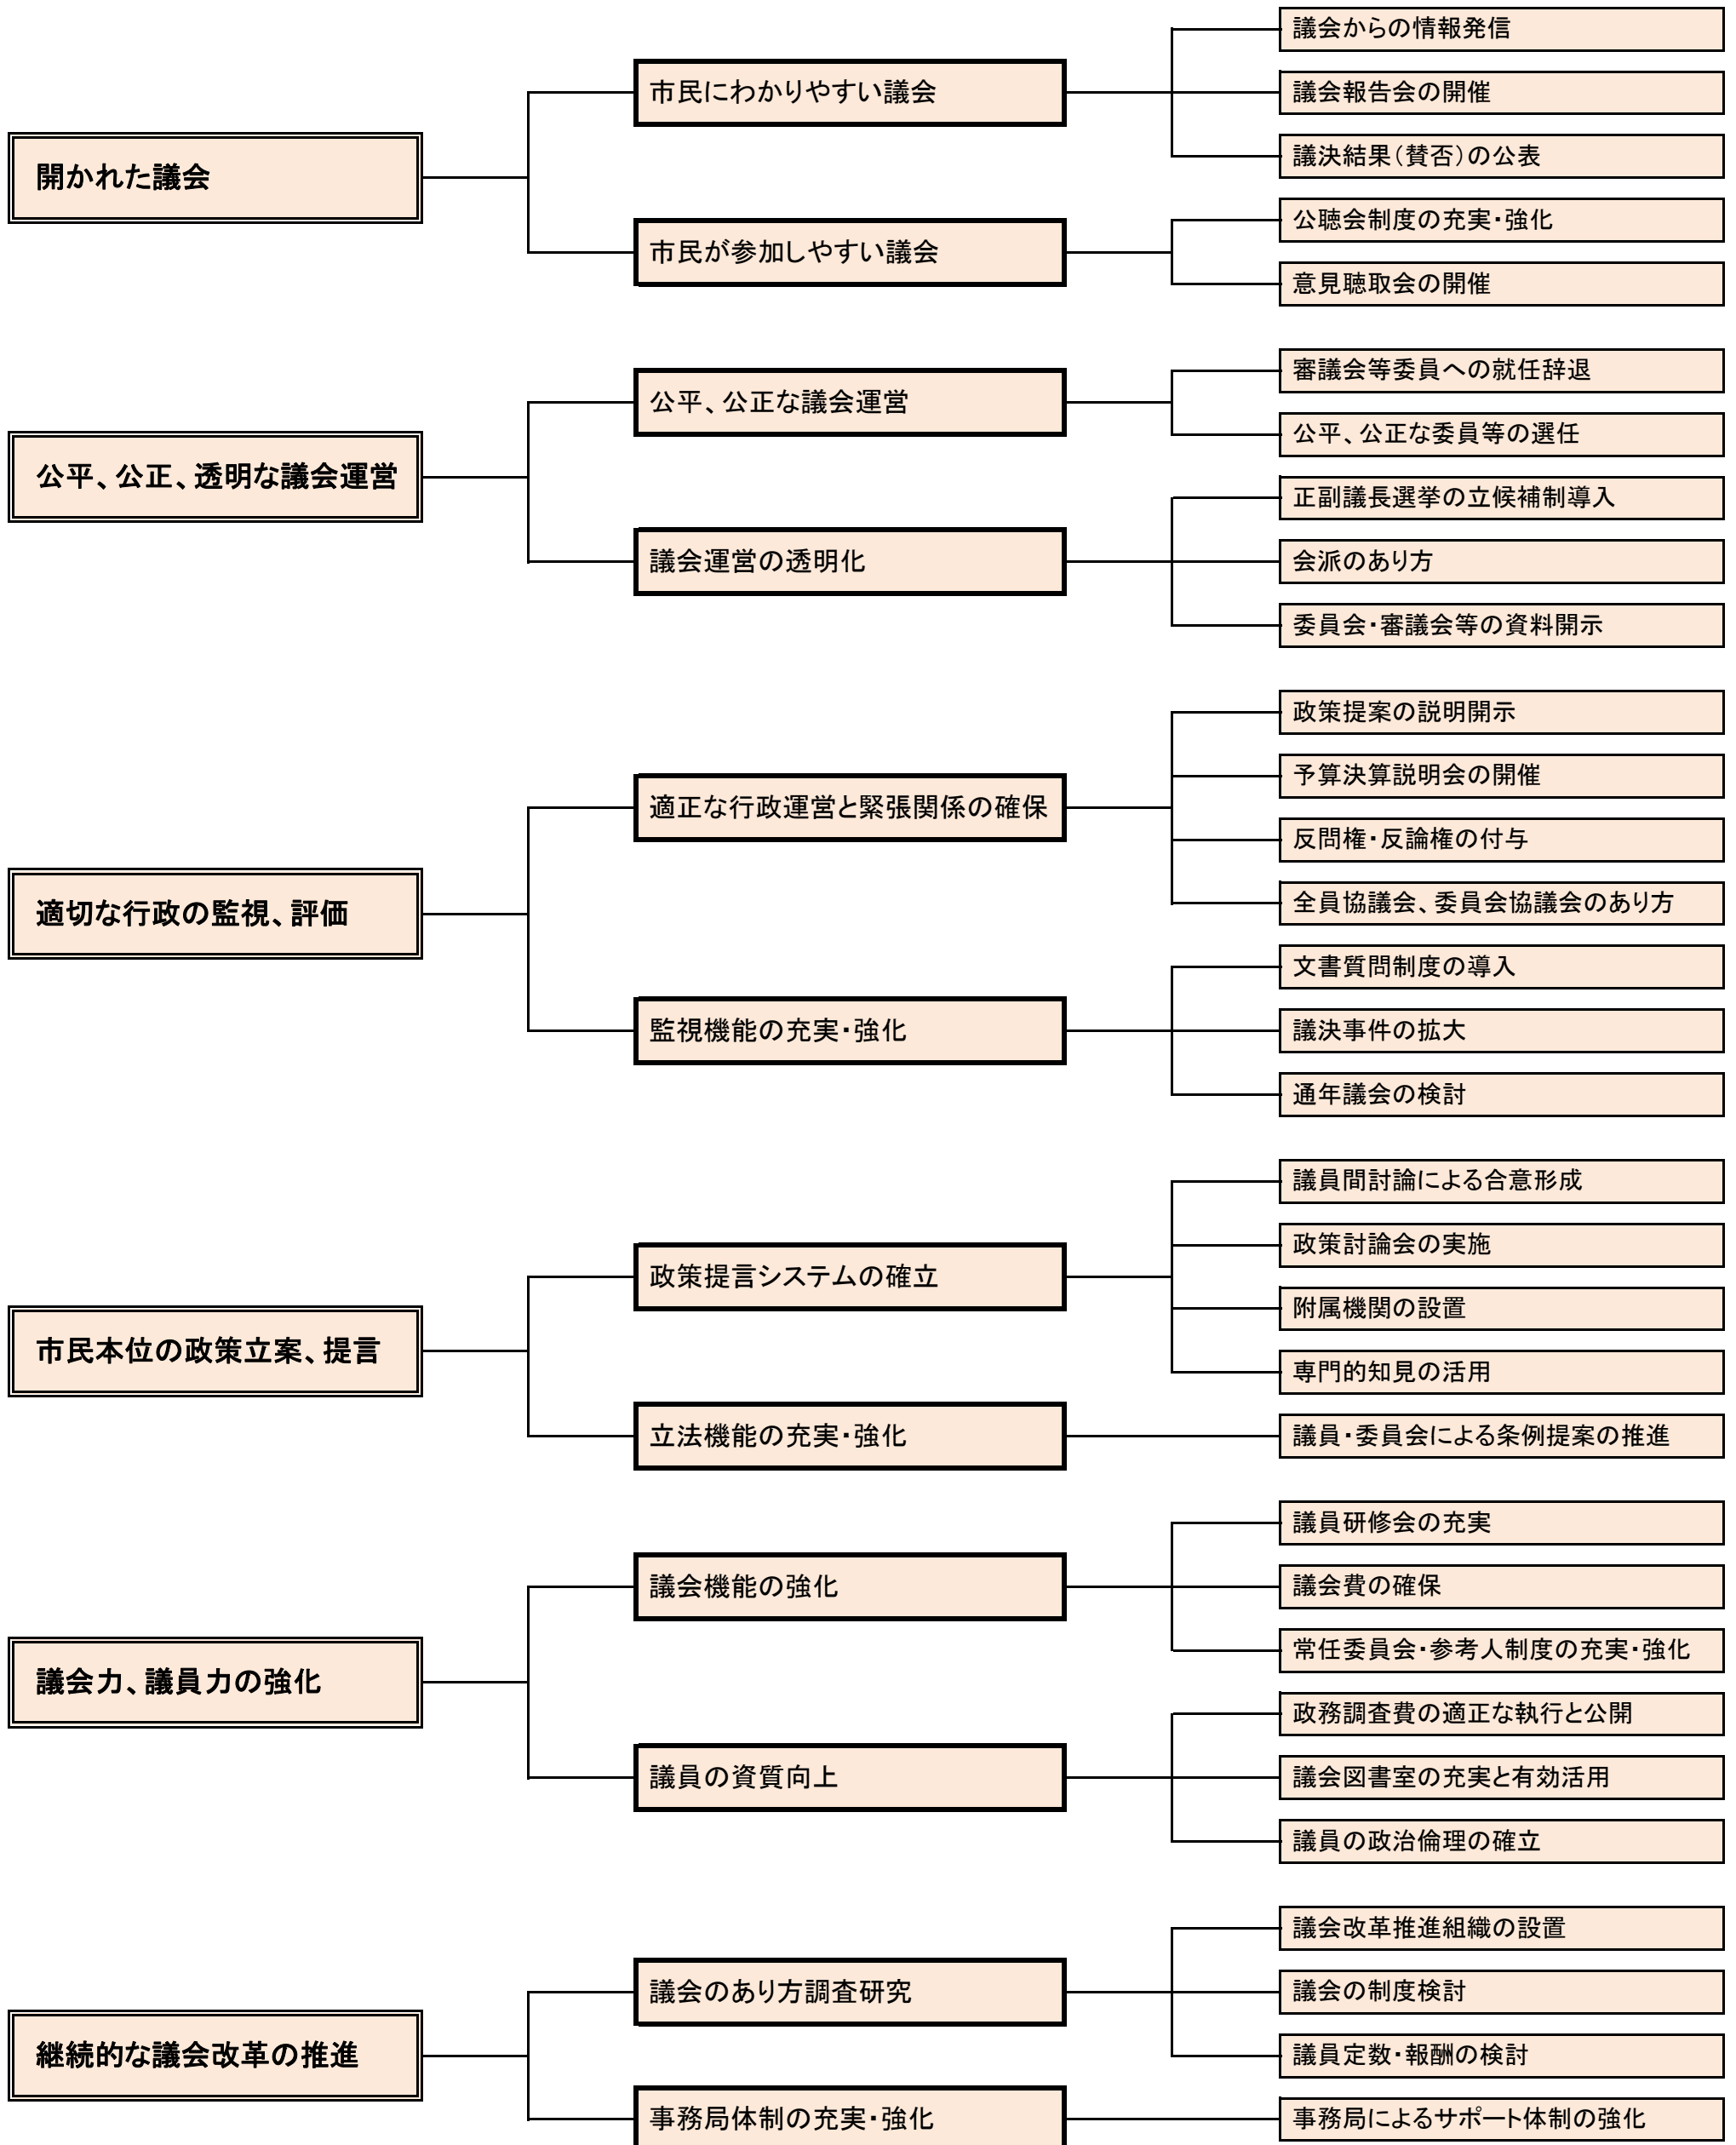 開かれた議会
市民にわかりやすい議会
議会からの情報発信
議会報告会の開催
議決結果（賛否）の公表
市民が参加しやすい議会
公聴会制度の充実・強化
意見聴取会の開催
公平、公正、透明な議会運営
公平、公正な議会運営
審議会等委員への就任辞退
公平、公正な委員等の選任
議会運営の透明化
正副議長選挙の立候補制導入
会派のあり方
委員会・審議会等の資料開示
適切な行政の監視、評価
適正な行政運営と緊張関係の確保
政策提案の説明開示
予算決算説明会の開催
反問権・反論権の付与
全員協議会、委員会協議会のあり方
監視機能の充実・強化
文書質問制度の導入
議決事件の拡大
通年議会の検討
市民本位の政策立案、提言
政策提言システムの確立
議員間討論による合意形成
政策討論会の実施
附属機関の設置
専門的知見の活用
立法機能の充実・強化
議員・委員会による条例提案の推進
議会力、議員力の強化
議会機能の強化
議員研修会の充実
議会費の確保
常任委員会・参考人制度の充実・強化
議員の資質向上
政務調査費の適正な執行と公開
議会図書室の充実と有効活用
議員の政治倫理の確立
継続的な議会改革の推進
議会のあり方調査研究
議会改革推進組織の設置
議会の制度検討
議員定数・報酬の検討
事務局体制の充実・強化
事務局によるサポート体制の強化